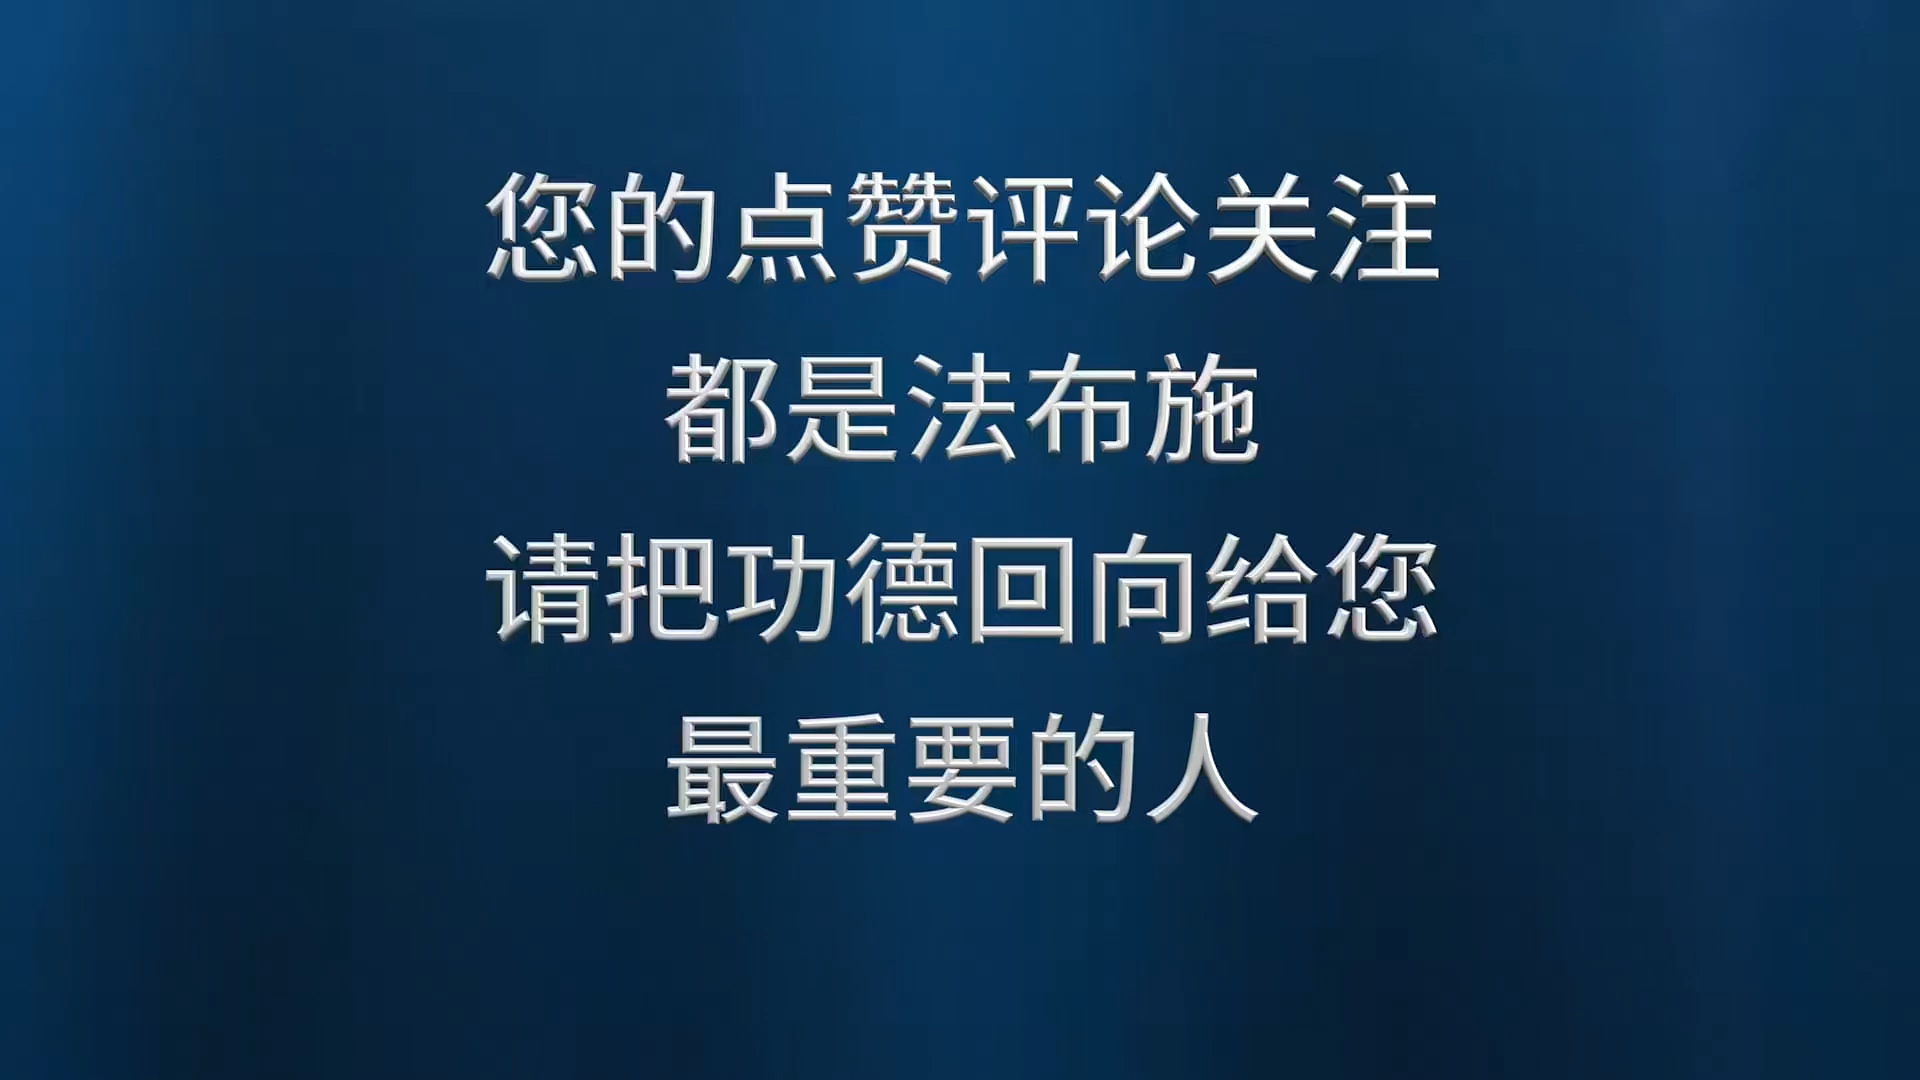 您的点赞评论关注
都是法布施
请把功德回向给您
最重要的人